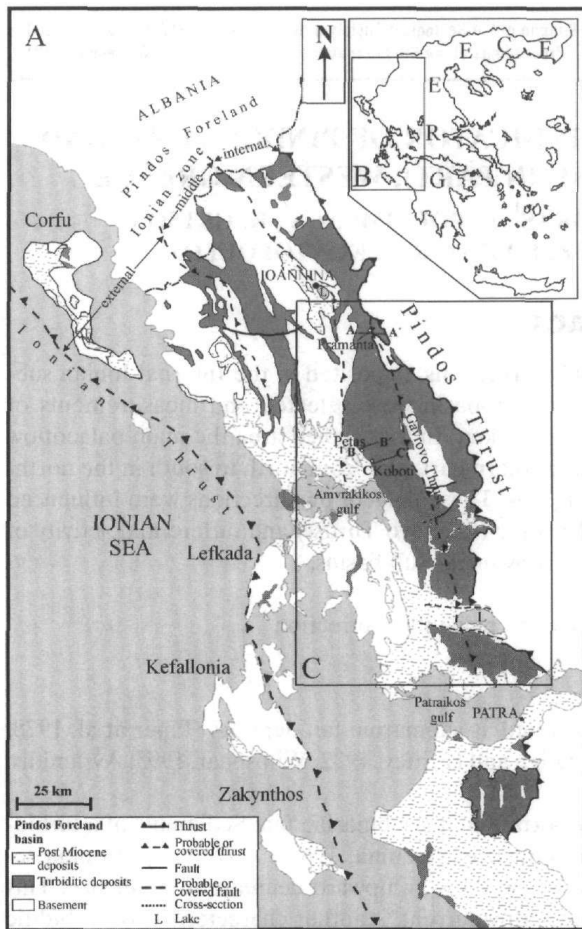 A
N
E
C
E
E
R
B
G
ALBANIA
Pindos Foreland
Ionian zone
internal
middle
external
Corfu
IOANNINA
A
A´
Pramanta
Pindos Thrust
Gavrovo Thrust
Petas
B
B´
C
C´
Koboti
Amvrakikos
gulf
Ionian Thrust
IONIAN
SEA
Lefkada
L
L
C
Kefallonia
Patraikos
gulf
PATRA
Zakynthos
25 km
Pindos Foreland
basin
Post Miocene
deposits
Turbiditic deposits
Basement
Thrust
Probable or
covered thrust
Fault
Probable or
covered fault
Cross-section
L Lake